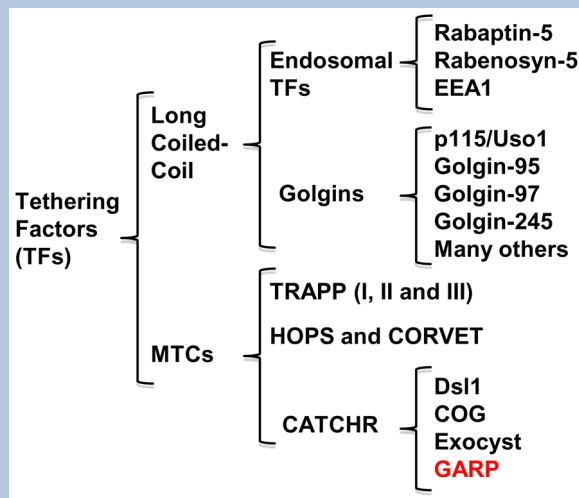 Tethering
Factors
(TFs)
Long
Coiled-
Coil
Endosomal
TFs
Rabaptin-5
Rabenosyn-5
EEA1
Golgins
p115/Uso1
Golgin-95
Golgin-97
Golgin-245
Many others
MTCs
TRAPP (I, II and III)
HOPS and CORVET
CATCHR
Dsl1
COG
Exocyst
GARP